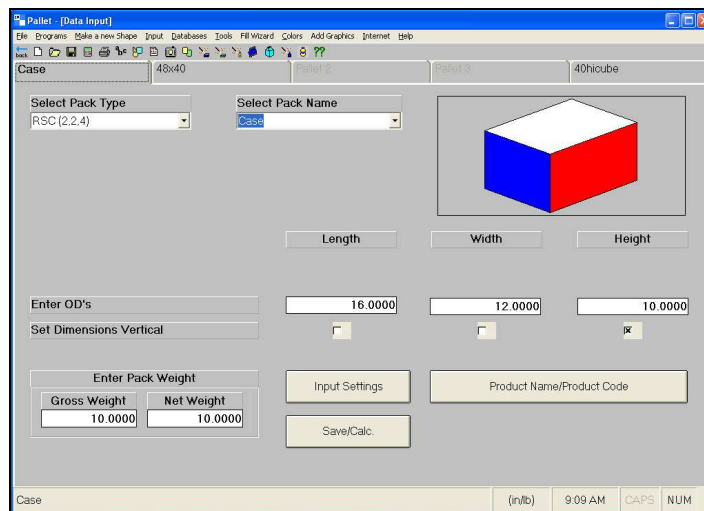 Pallet - [Data Input]
File Programs Make a new Shape Input Databases Tools Fill Wizard Colors Add Graphics Internet Help
back abc ??
Case 48x40 Pallet 2 Pallet 3 40hicube
Select Pack Type Select Pack Name
RSC (2,2,4) Case
Length Width Height
Enter OD's 16.0000 12.0000 10.0000
Set Dimensions Vertical
Enter Pack Weight
Gross Weight Net Weight
10.0000 10.0000
Input Settings Product Name/Product Code
Save/Calc.
Case (in/lb) 9:09 AM CAPS NUM